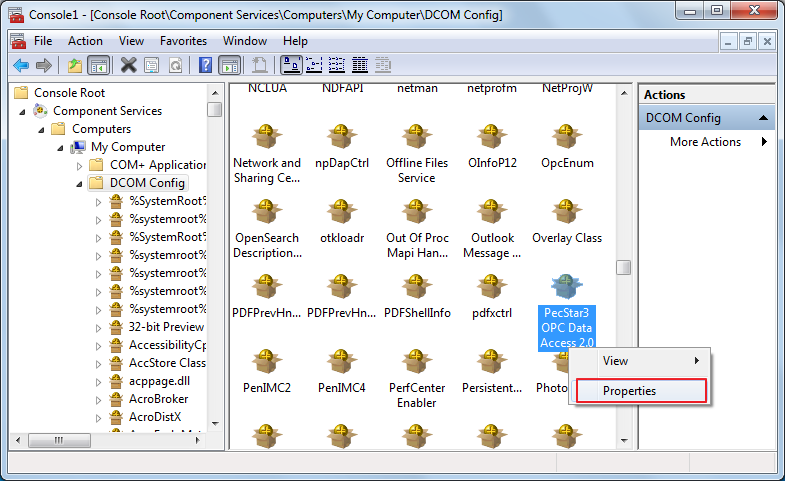 Console1 - [Console Root\Component Services\Computers\My Computer\DCOM Config]
File Action View Favorites Window Help
Console Root
Component Services
Computers
My Computer
COM+ Application
DCOM Config
%SystemRoot%
%systemroot%
%SystemRoot%
%systemroot%
%systemroot%
%systemroot%
%systemroot%
32-bit Preview
AccessibilityCp
AccStore Class
acppage.dll
AcroBroker
AcroDistX
NCLUA NDFAPI netman netprofm NetProjW
Network and Sharing Ce...
npDapCtrl
Offline Files Service
OInfoP12
OpcEnum
OpenSearch Description...
otkloadr
Out Of Proc Mapi Han...
Outlook Message ...
Overlay Class
PDFPrevHn...
PDFPrevHn...
PDFShellInfo
pdfxctrl
PecStar3
OPC Data
Access 2.0
PenIMC2
PenIMC4
PerfCenter Enabler
Persistent...
Photo
View
Properties
Actions
DCOM Config
More Actions